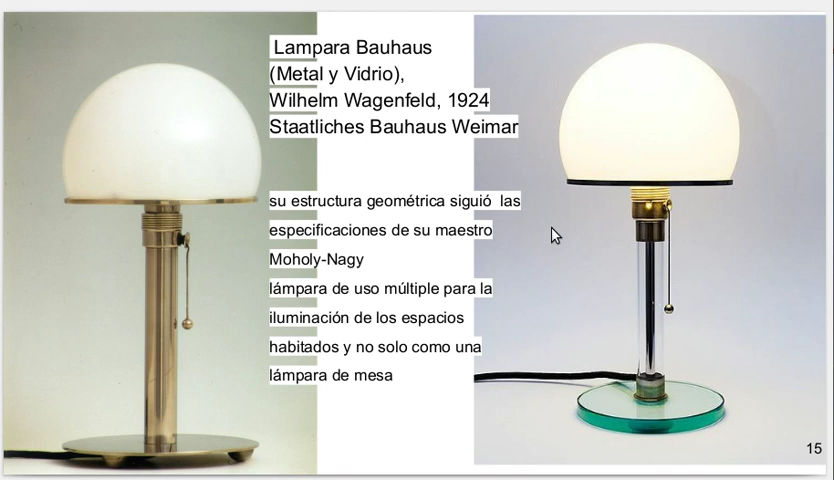 Lampara Bauhaus
(Metal y Vidrio),
Wilhelm Wagenfeld, 1924
Staatliches Bauhaus Weimar
su estructura geométrica siguió las
especificaciones de su maestro
Moholy-Nagy
lámpara de uso múltiple para la
iluminación de los espacios
habitados y no solo como una
lámpara de mesa
15